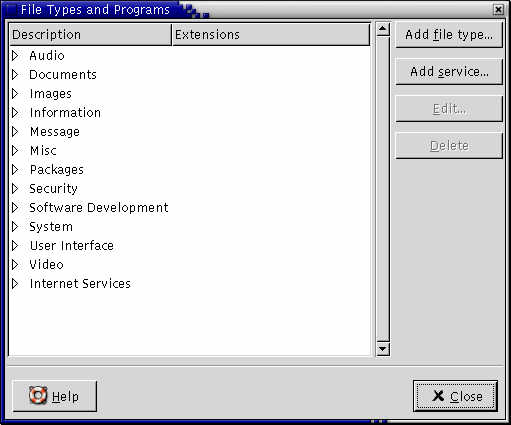 File Types and Programs
Description Extensions
Audio
Documents
Images
Information
Message
Misc
Packages
Security
Software Development
System
User Interface
Video
Internet Services
Add file type...
Add service...
Edit...
Delete
Help
Close